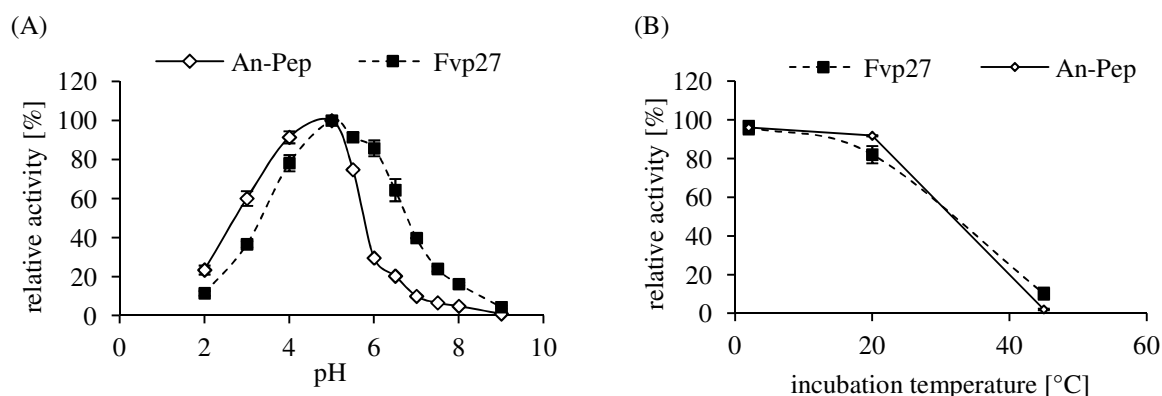 (A)
An-Pep Fvp27
relative activity [%]
120
100
80
60
40
20
0
0 2 4 6 8 10
pH
(B)
Fvp27 An-Pep
relative activity [%]
120
100
80
60
40
20
0
0 20 40 60
incubation temperature [°C]